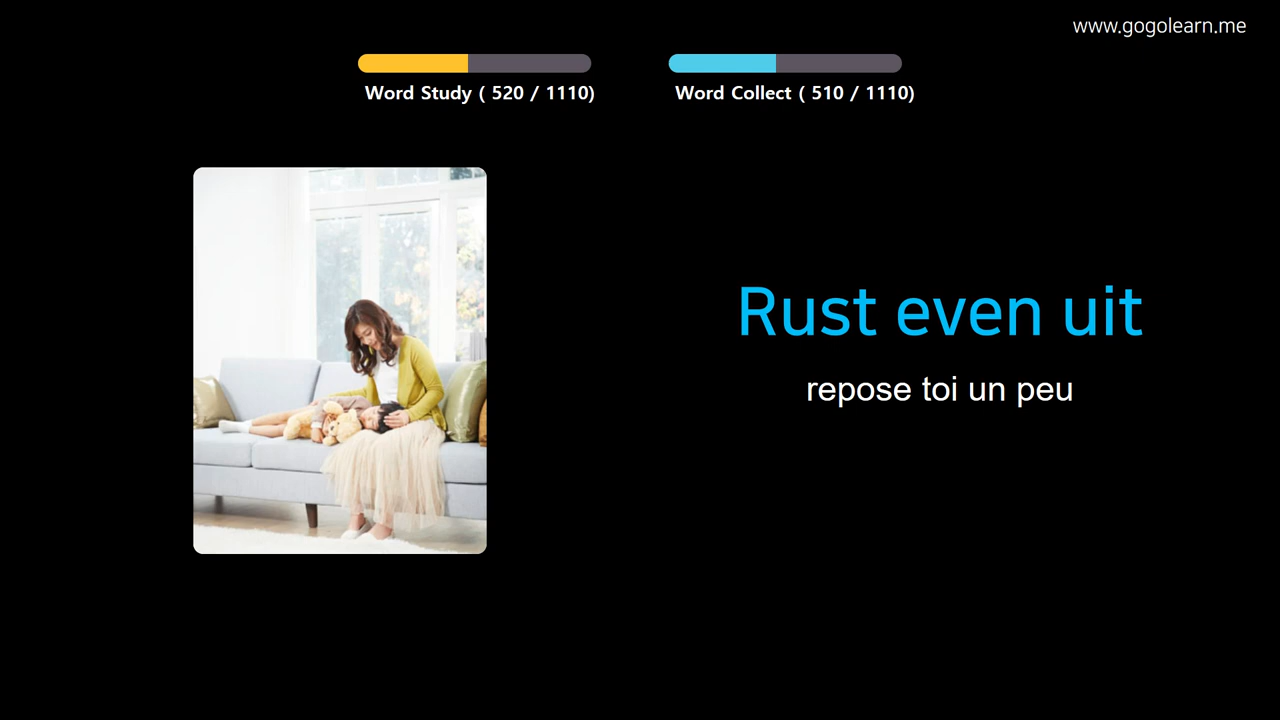 www.gogolearn.me
Word Study ( 520 / 1110)
Word Collect ( 510 / 1110)
Rust even uit
repose toi un peu